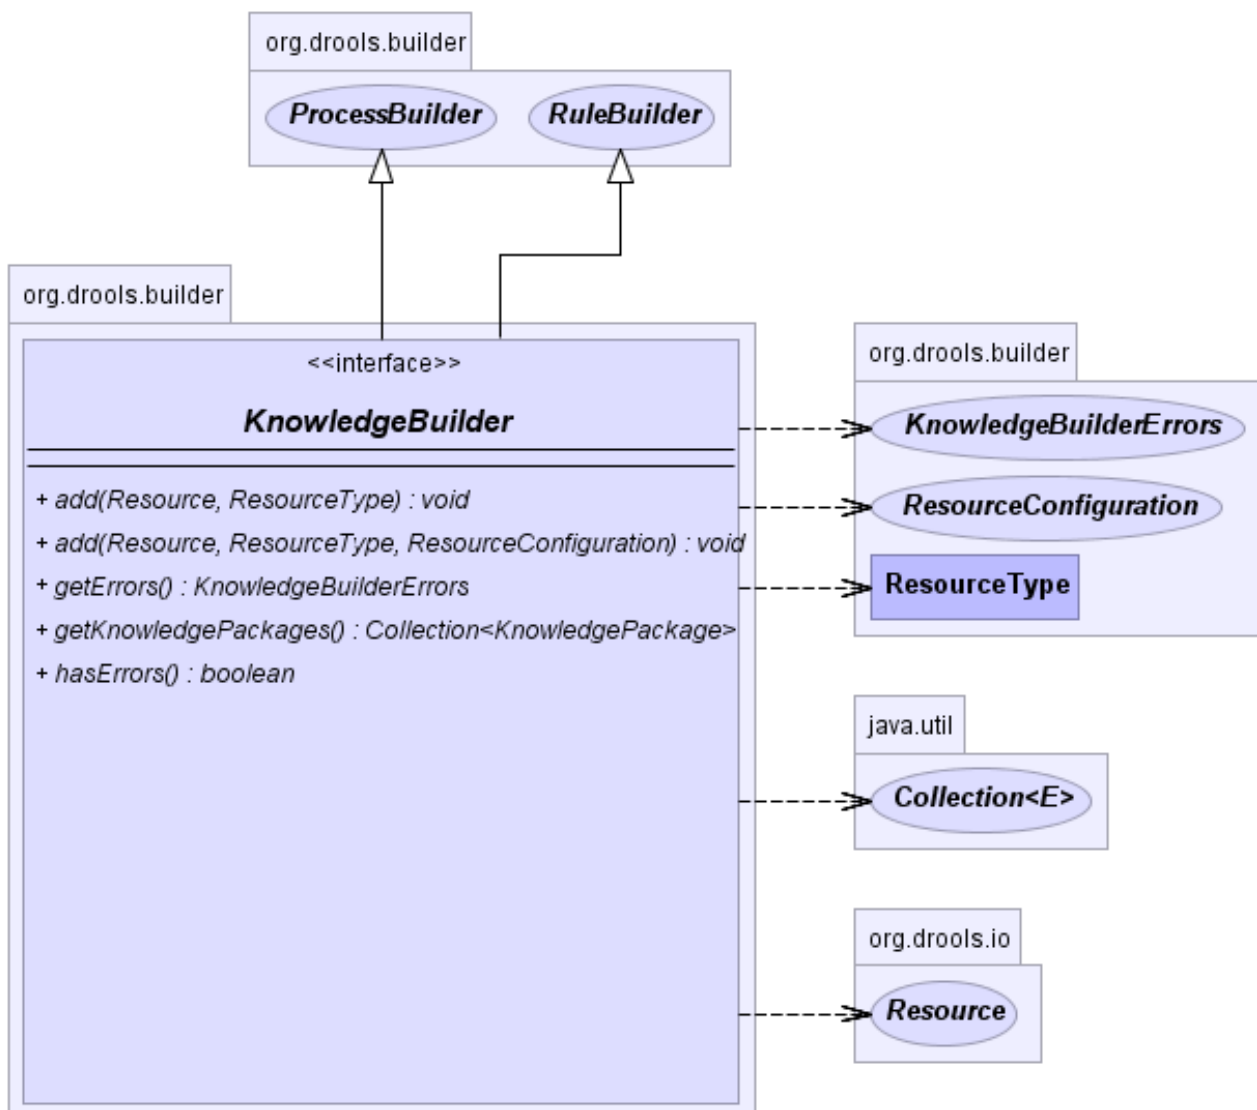 org.drools.builder
ProcessBuilder
RuleBuilder
org.drools.builder
<<interface>>
KnowledgeBuilder
+ add(Resource, ResourceType) : void
+ add(Resource, ResourceType, ResourceConfiguration) : void
+ getErrors() : KnowledgeBuilderErrors
+ getKnowledgePackages() : Collection<KnowledgePackage>
+ hasErrors() : boolean
org.drools.builder
KnowledgeBuilderErrors
ResourceConfiguration
ResourceType
java.util
Collection<E>
org.drools.io
Resource